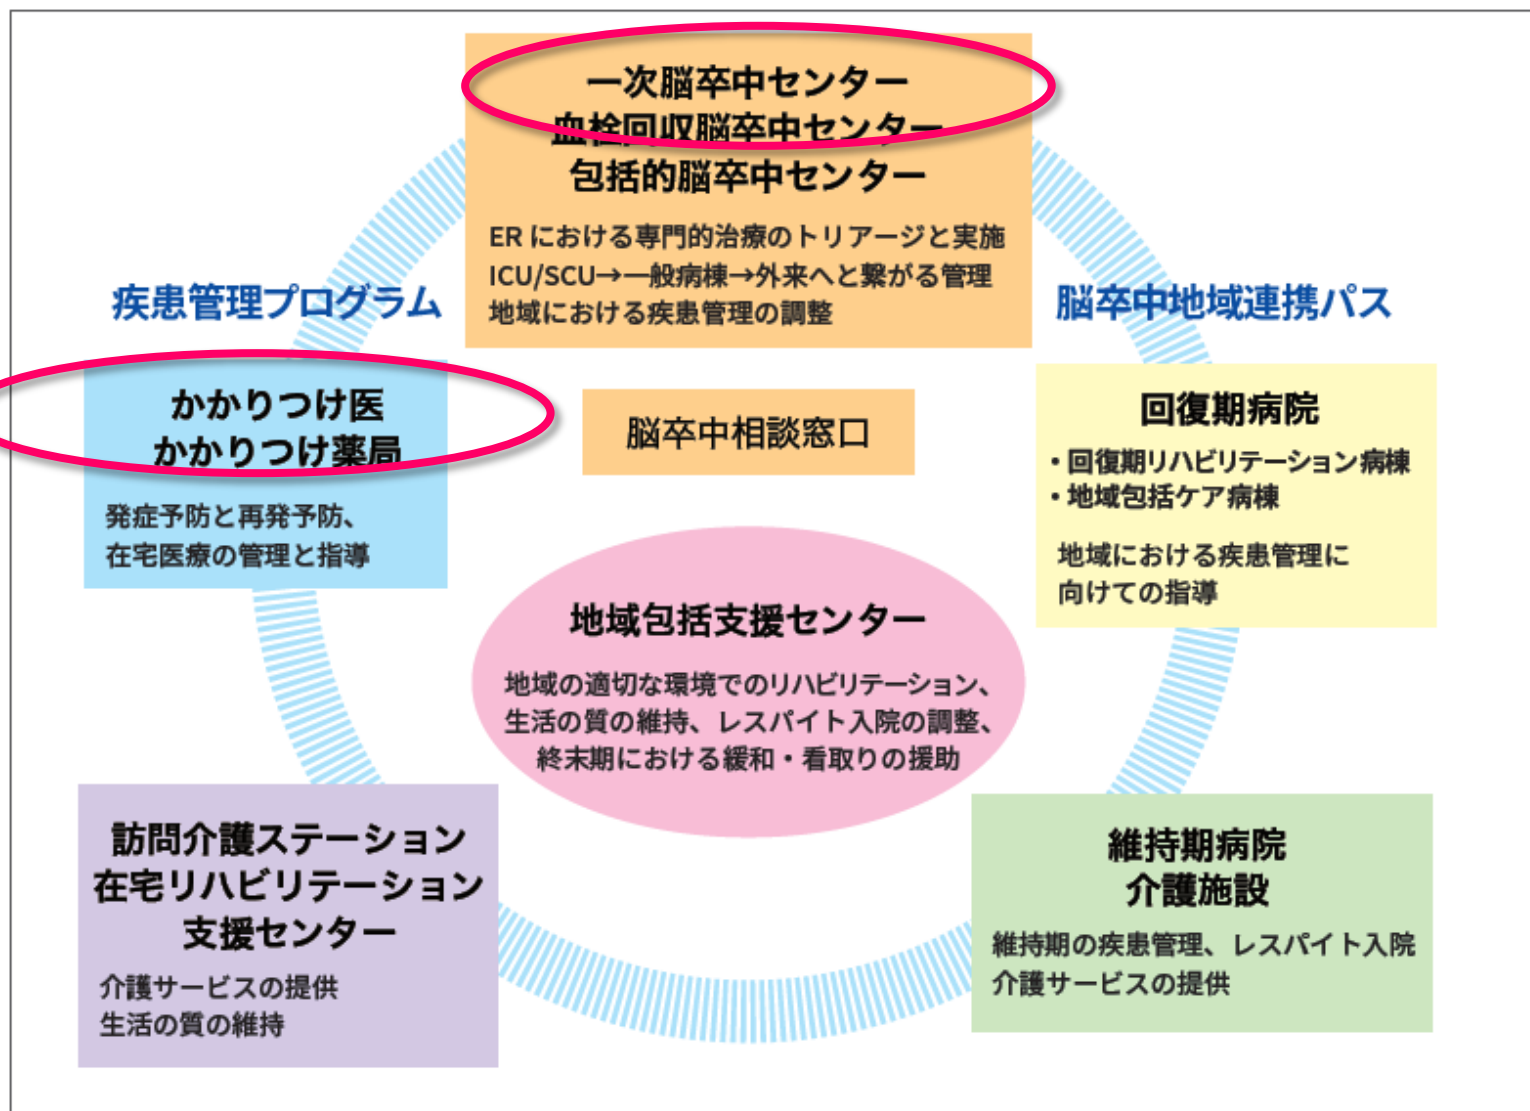 一次脳卒中センター
血栓回収脳卒中センター
包括的脳卒中センター
ERにおける専門的治療のトリアージと実施
ICU/SCU→一般病棟→外来へと繋がる管理
地域における疾患管理の調整
疾患管理プログラム
脳卒中地域連携パス
かかりつけ医
かかりつけ薬局
発症予防と再発予防、
在宅医療の管理と指導
脳卒中相談窓口
回復期病院
・回復期リハビリテーション病棟
・地域包括ケア病棟
地域における疾患管理に
向けての指導
地域包括支援センター
地域の適切な環境でのリハビリテーション、
生活の質の維持、レスパイト入院の調整、
終末期における緩和・看取りの援助
訪問介護ステーション
在宅リハビリテーション
支援センター
介護サービスの提供
生活の質の維持
維持期病院
介護施設
維持期の疾患管理、レスパイト入院
介護サービスの提供